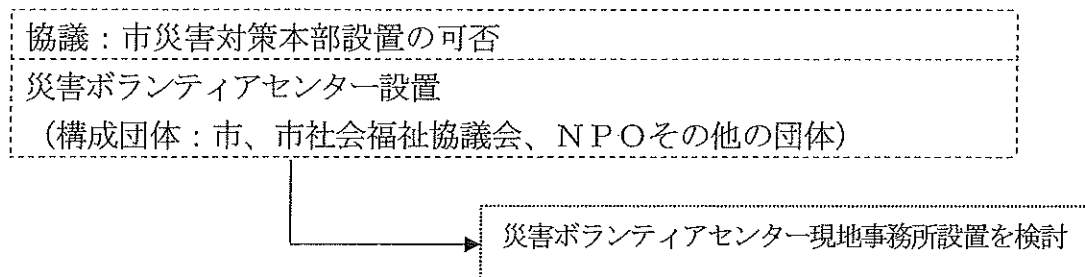 協議：市災害対策本部設置の可否
災害ボランティアセンター設置
（構成団体：市、市社会福祉協議会、ＮＰＯその他の団体）
災害ボランティアセンター現地事務所設置を検討